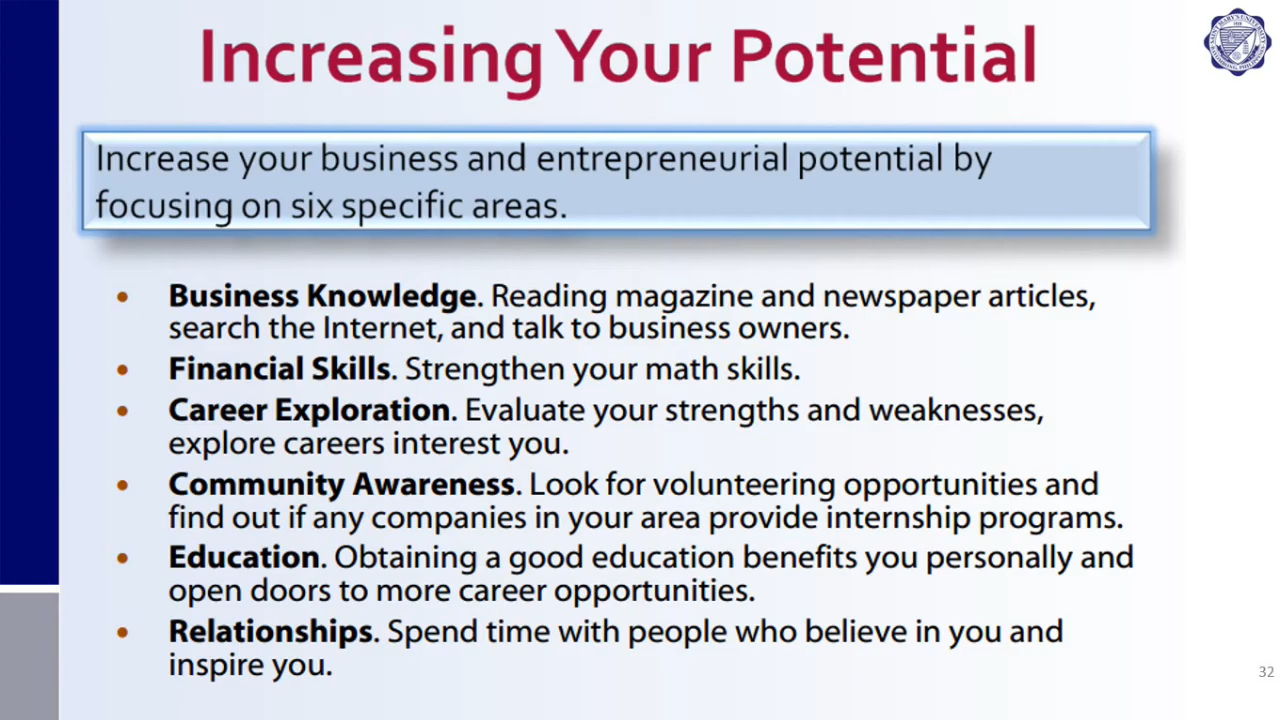 Increasing Your Potential
Increase your business and entrepreneurial potential by
focusing on six specific areas.
• Business Knowledge. Reading magazine and newspaper articles,
search the Internet, and talk to business owners.
• Financial Skills. Strengthen your math skills.
• Career Exploration. Evaluate your strengths and weaknesses,
explore careers interest you.
• Community Awareness. Look for volunteering opportunities and
find out if any companies in your area provide internship programs.
• Education. Obtaining a good education benefits you personally and
open doors to more career opportunities.
• Relationships. Spend time with people who believe in you and
inspire you.
32